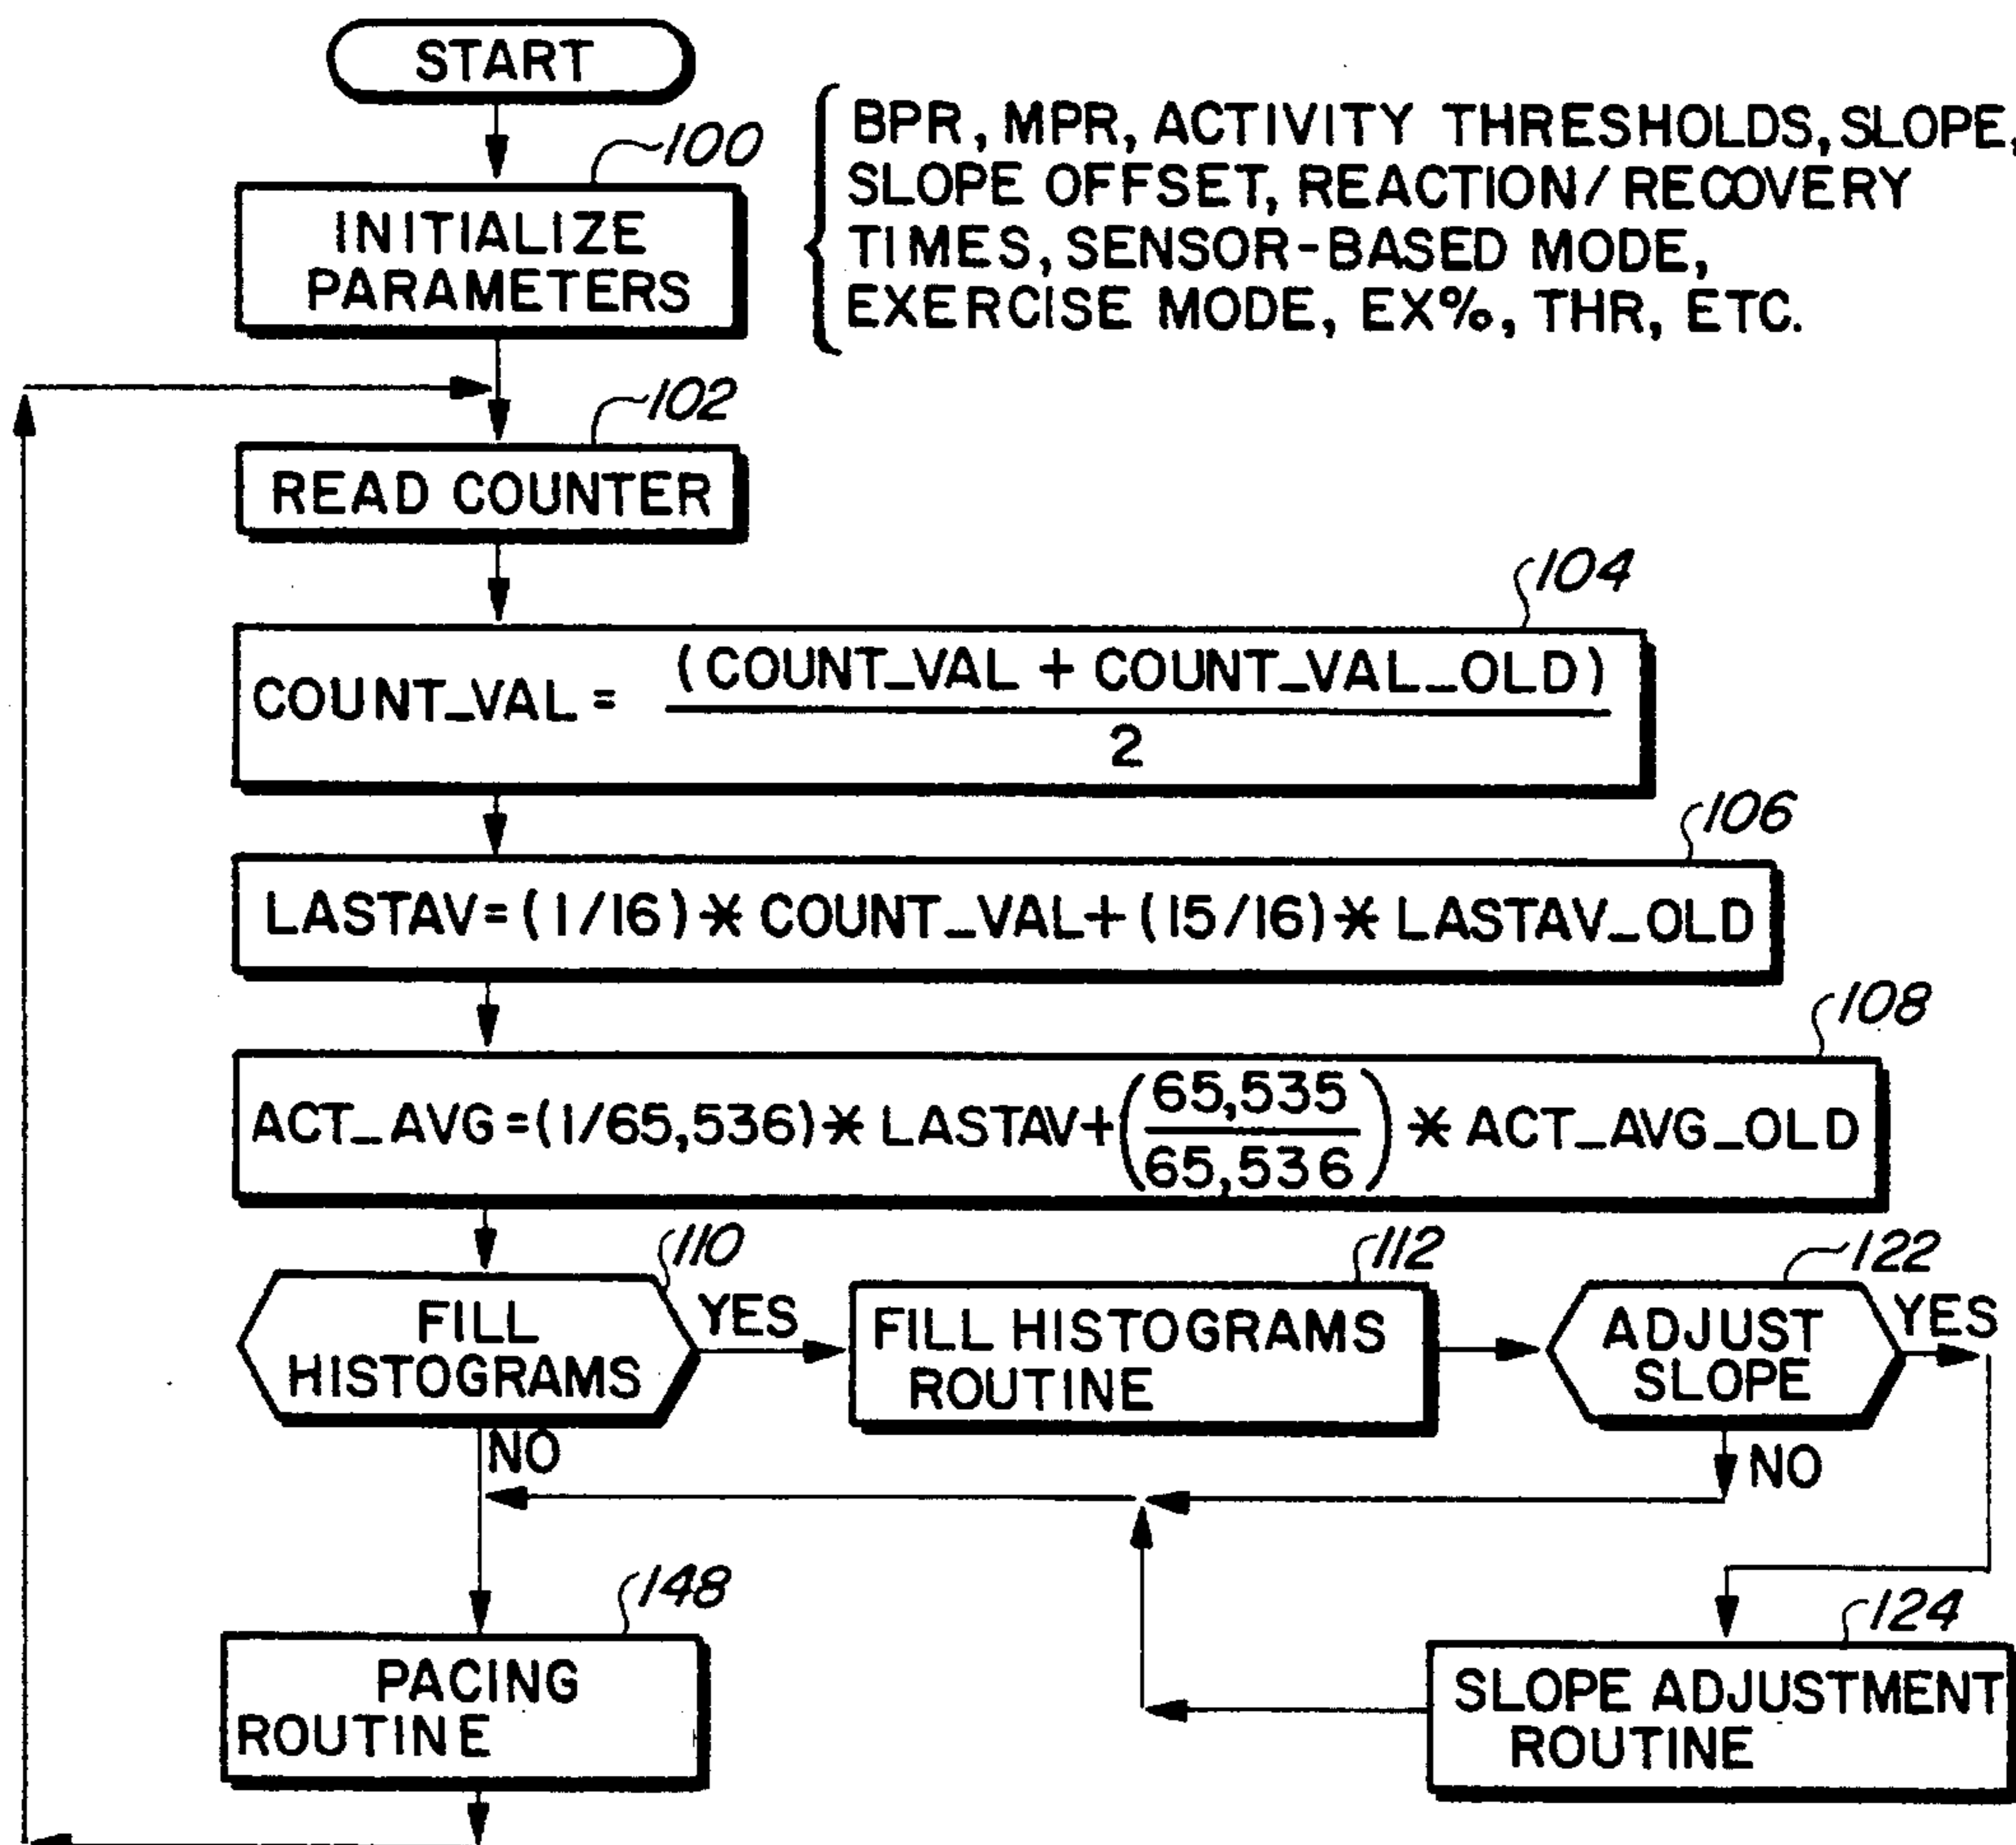 START
100
INITIALIZE
PARAMETERS
BPR, MPR, ACTIVITY THRESHOLDS, SLOPE,
SLOPE OFFSET, REACTION/RECOVERY
TIMES, SENSOR-BASED MODE,
EXERCISE MODE, EX%, THR, ETC.
102
READ COUNTER
104
COUNT_VAL = (COUNT_VAL + COUNT_VAL_OLD)
2
106
LASTAV=(1/16)* COUNT_VAL+(15/16)* LASTAV_OLD
108
ACT_AVG=(1/65,536)* LASTAV+(65,535
65,536) * ACT_AVG_OLD
110
FILL
HISTOGRAMS
YES
112
FILL HISTOGRAMS
ROUTINE
122
ADJUST
SLOPE
YES
NO
NO
148
PACING
ROUTINE
124
SLOPE ADJUSTMENT
ROUTINE